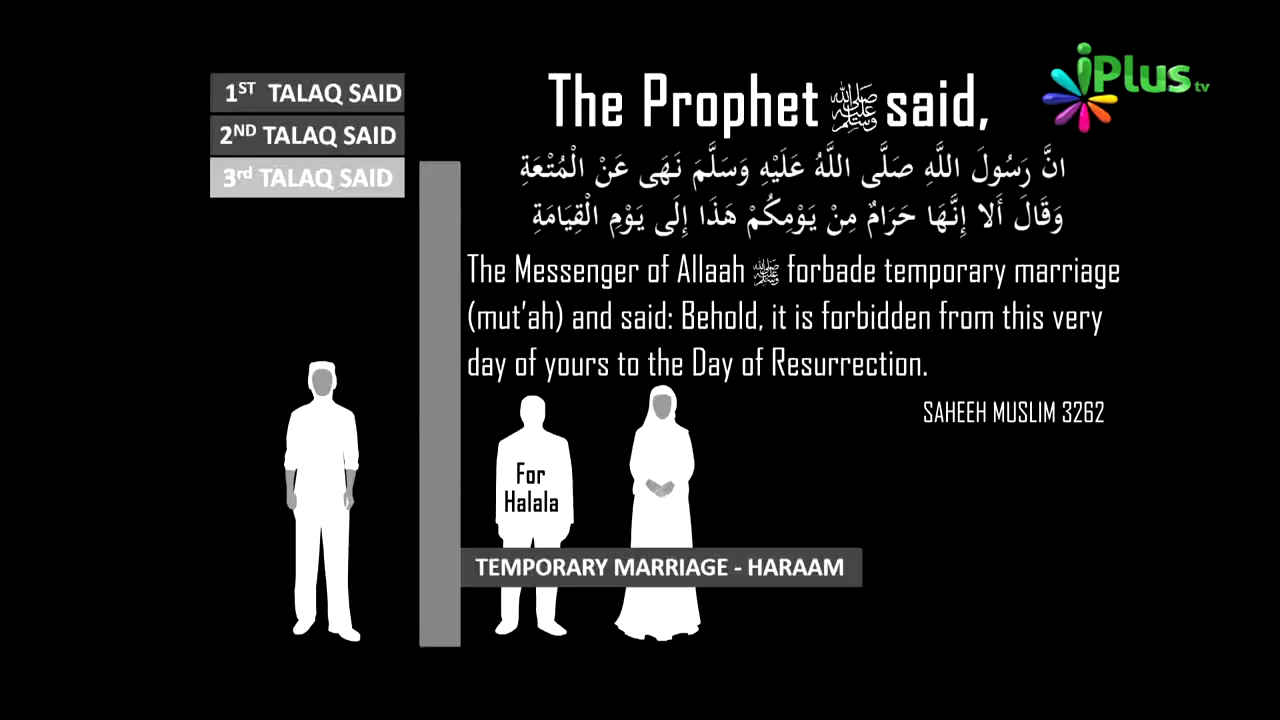 1ST TALAQ SAID
2ND TALAQ SAID
3rd TALAQ SAID
iPlus tv
The Prophet ﷺ said,
انَّ رَسُولَ اللَّهِ صَلَّى اللَّهُ عَلَيْهِ وَسَلَّمَ نَهَى عَنْ الْمُتْعَةِ
وَقَالَ أَلا إِنَّهَا حَرَامٌ مِنْ يَوْمِكُمْ هَذَا إِلَى يَوْمِ الْقِيَامَةِ
The Messenger of Allaah ﷺ forbade temporary marriage
(mut'ah) and said: Behold, it is forbidden from this very
day of yours to the Day of Resurrection.
SAHEEH MUSLIM 3262
For
Halala
TEMPORARY MARRIAGE - HARAAM